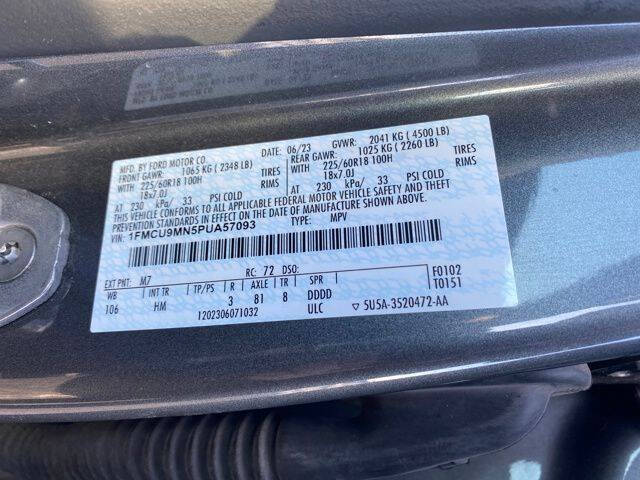 MFD. BY FORD MOTOR CO. DATE: 06/23 GVWR: 2041 KG ( 4500 LB)
FRONT GAWR: 1065 KG ( 2348 LB) REAR GAWR: 1025 KG ( 2260 LB)
WITH 225/60R18 100H TIRES WITH 225/60R18 100H TIRES
18x7.0J RIMS 18x7.0J RIMS
AT 230 kPa/ 33 PSI COLD AT 230 kPa/ 33 PSI COLD
THIS VEHICLE CONFORMS TO ALL APPLICABLE FEDERAL MOTOR VEHICLE SAFETY AND THEFT
PREVENTION STANDARDS IN EFFECT ON THE DATE OF MANUFACTURE SHOWN ABOVE.
1FMCU9MN5PUA57093 TYPE: MPV
EXT PNT: M7 RC: 72 DSO: F0102
WB INT TR TP/PS R AXLE TR SPR T0151
106 HM 3 81 8 DDDD
1202306071032 ULC ▽ 5U5A-3520472-AA